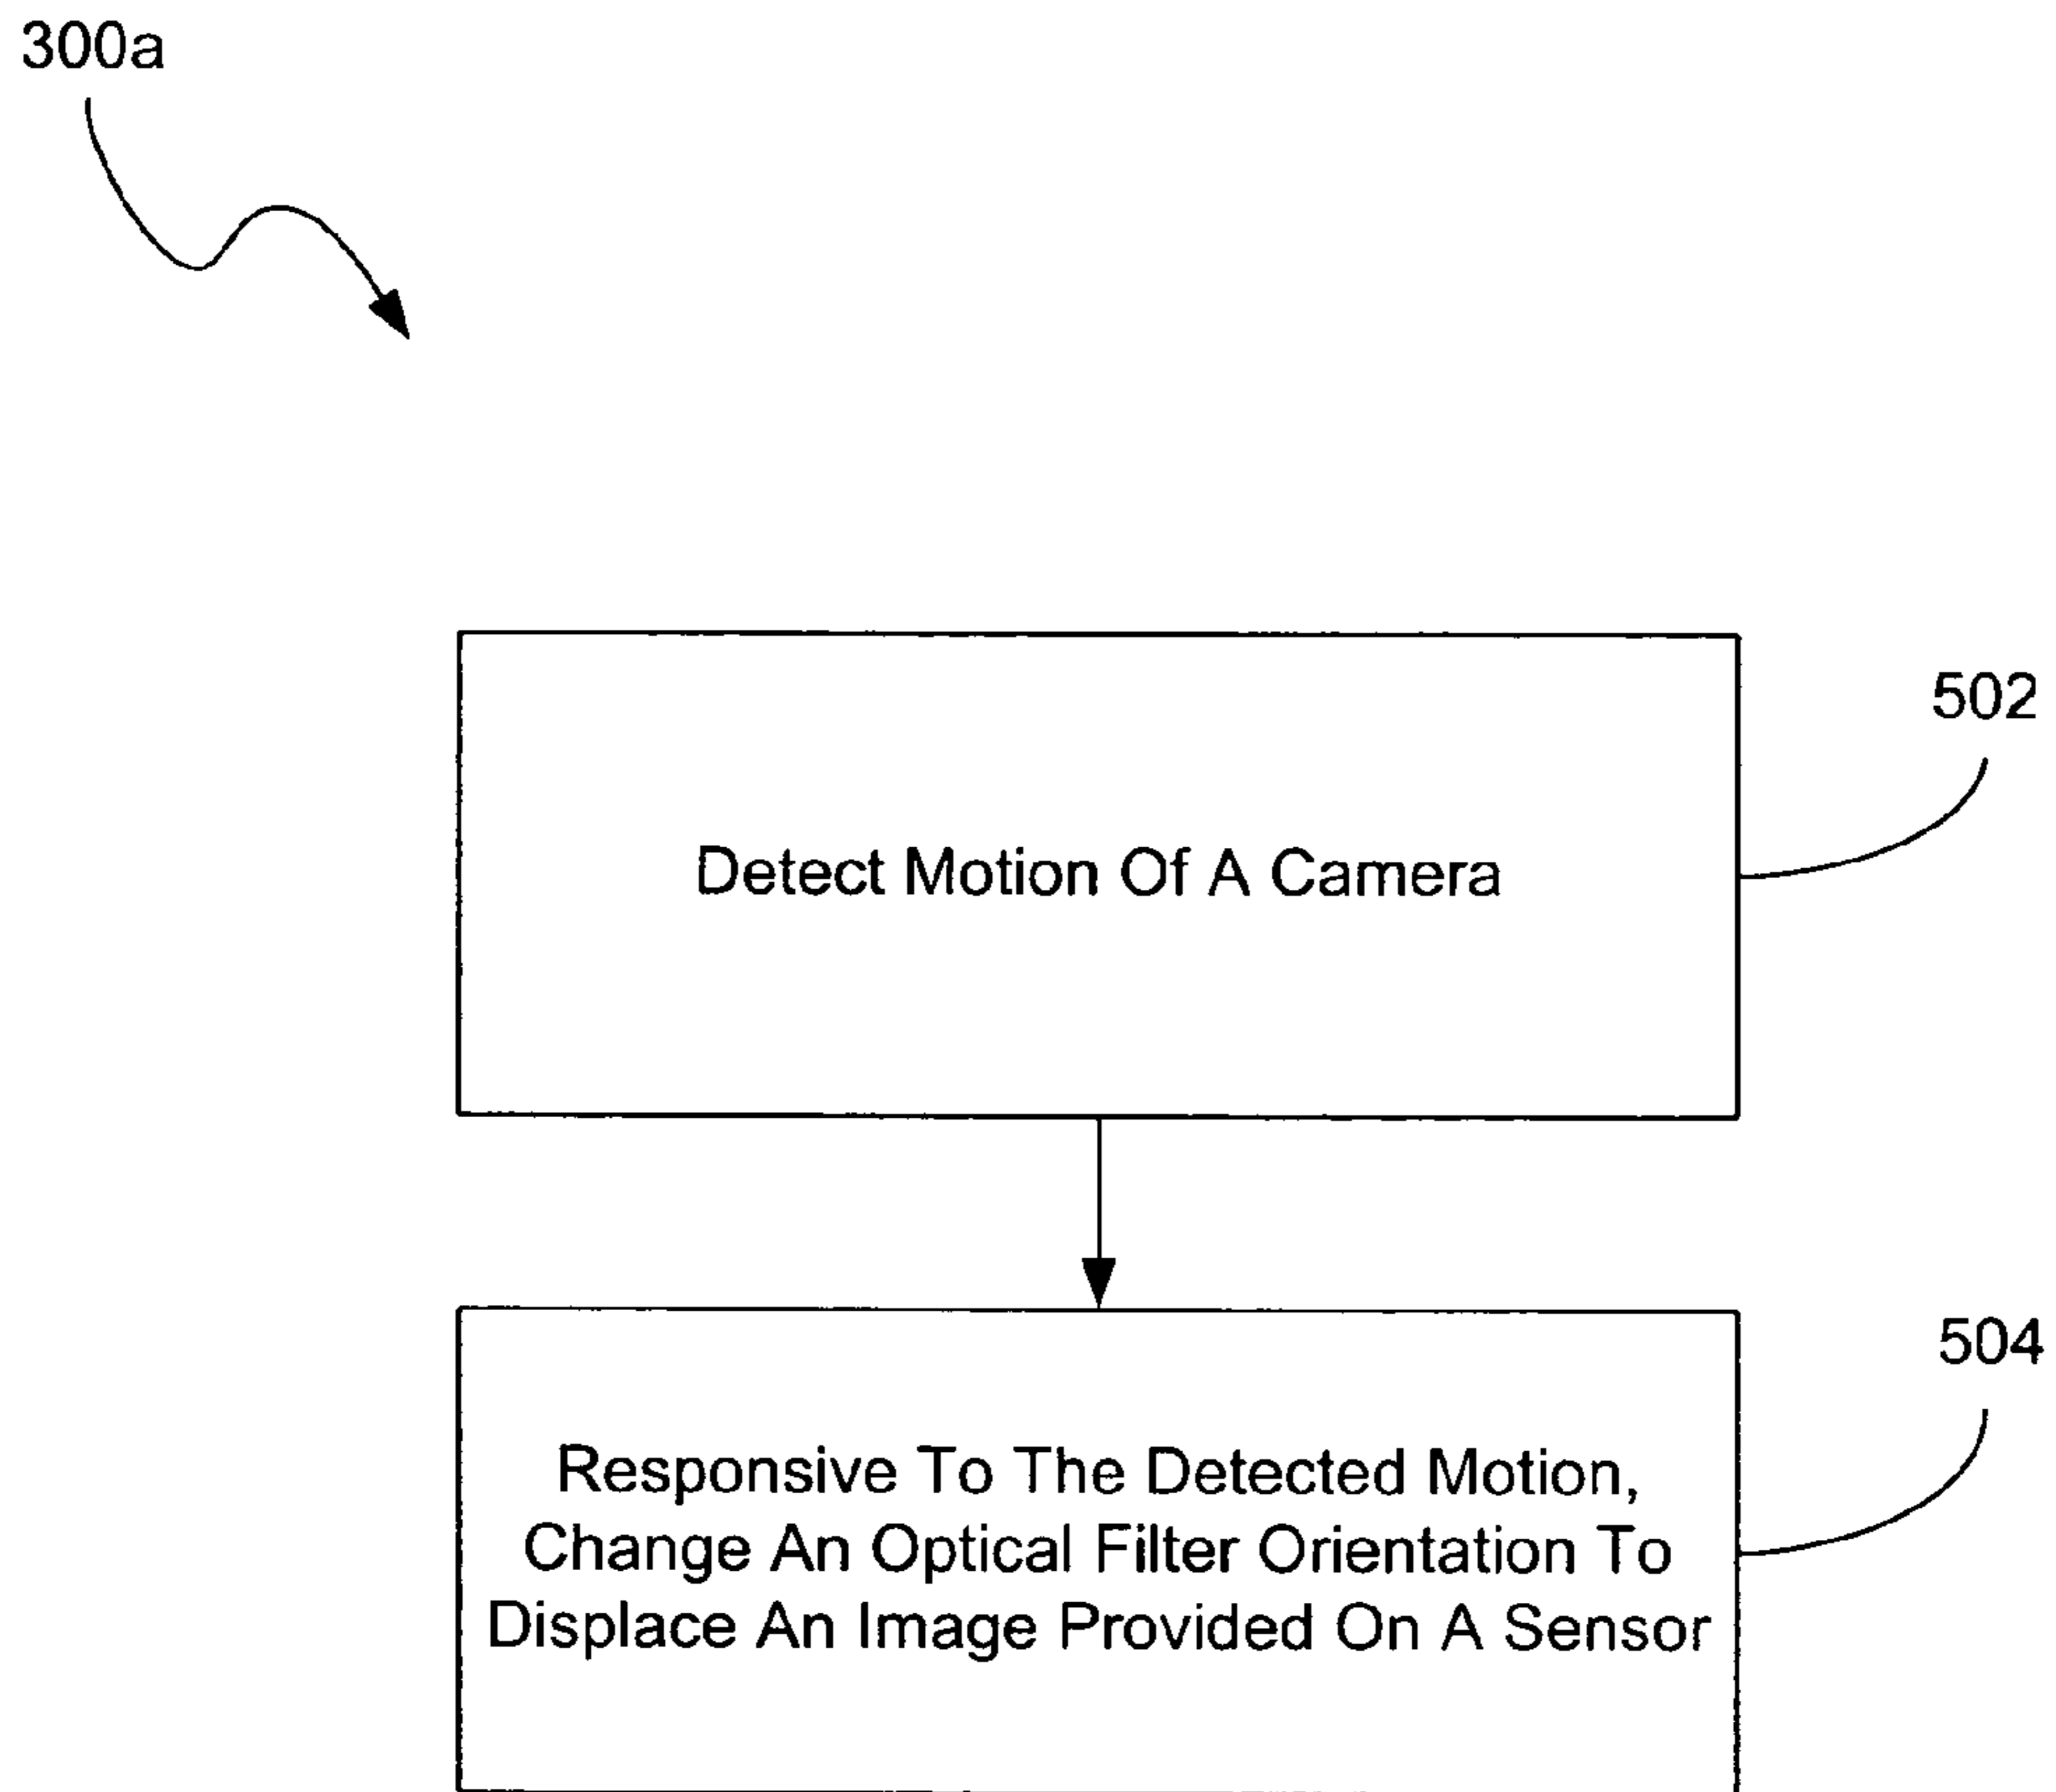 300a
502
Detect Motion Of A Camera
504
Responsive To The Detected Motion,
Change An Optical Filter Orientation To
Displace An Image Provided On A Sensor